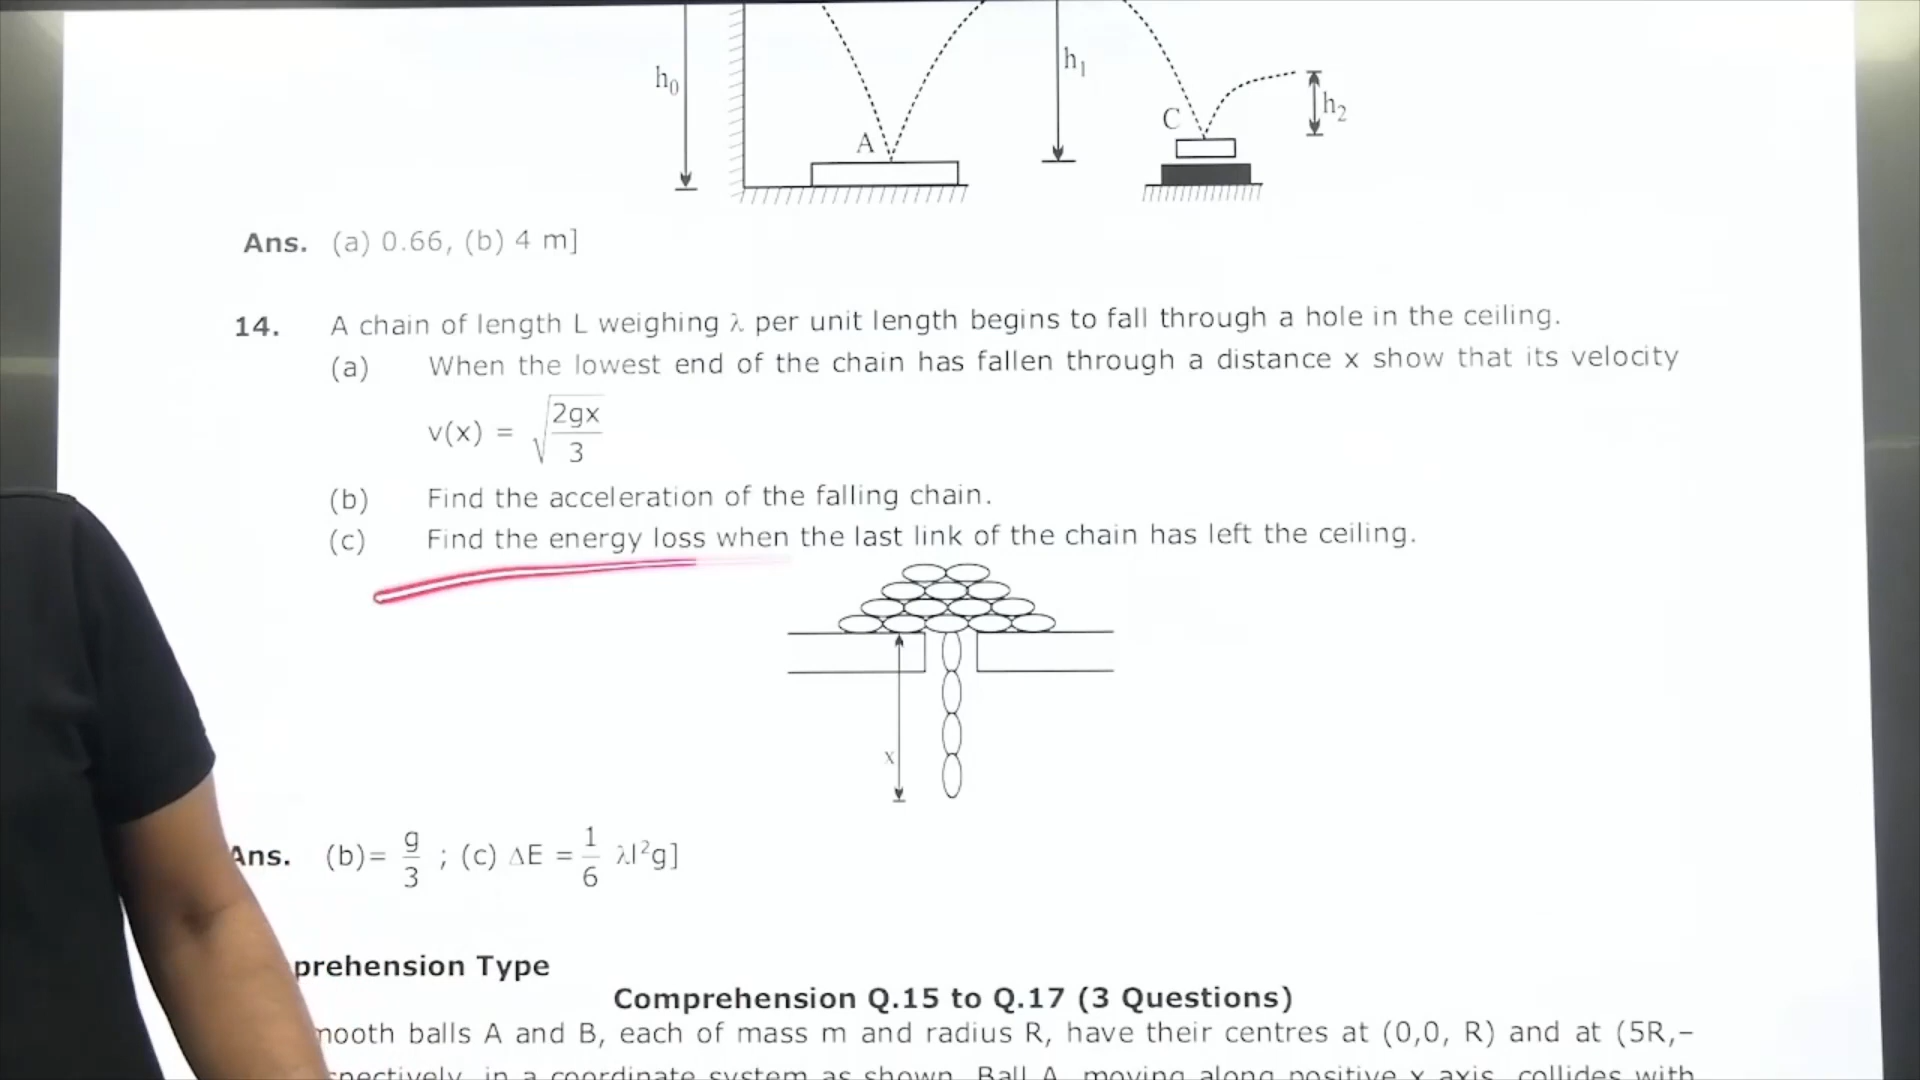 h₀
h₁
A
C
h₂
Ans. (a) 0.66, (b) 4 m]
14. A chain of length L weighing λ per unit length begins to fall through a hole in the ceiling.
(a) When the lowest end of the chain has fallen through a distance x show that its velocity
v(x) = √(2gx/3)
(b) Find the acceleration of the falling chain.
(c) Find the energy loss when the last link of the chain has left the ceiling.
x
Ans. (b)= g/3 ; (c) ΔE = 1/6 λl²g]
prehension Type
Comprehension Q.15 to Q.17 (3 Questions)
mooth balls A and B, each of mass m and radius R, have their centres at (0,0, R) and at (5R,–
spectively, in a coordinate system as shown. Ball A, moving along positive x axis, collides with